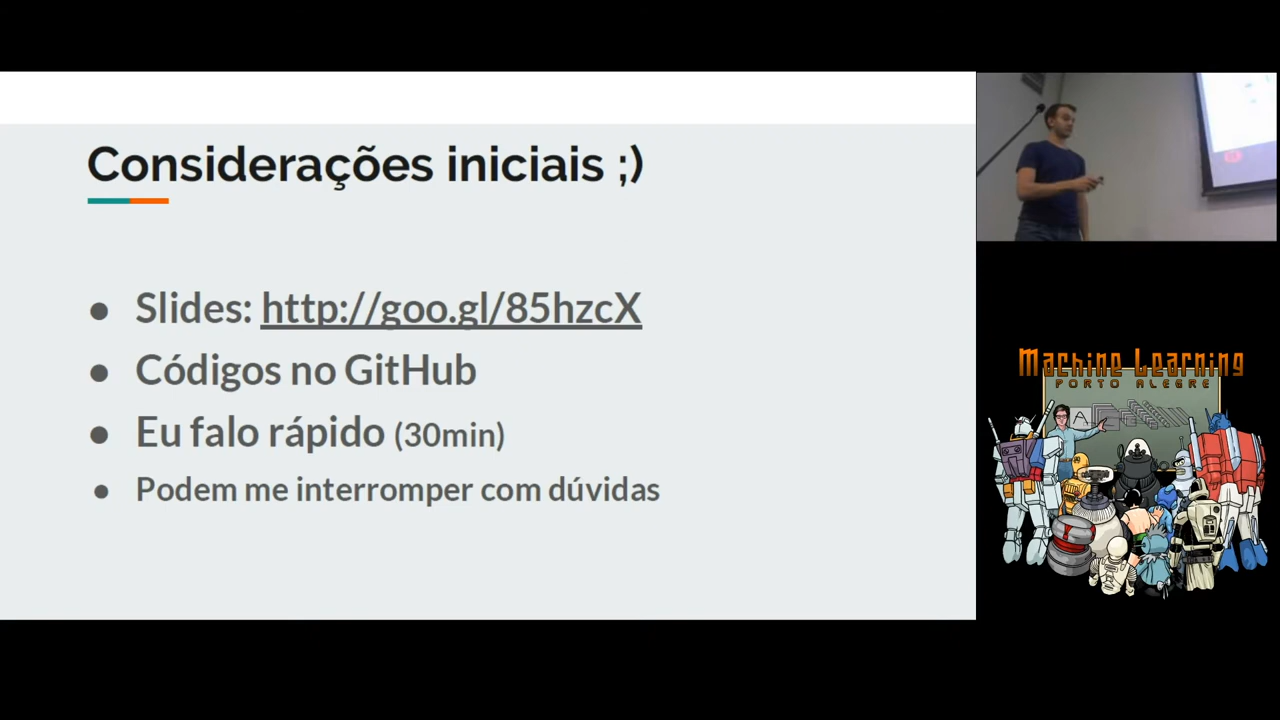 Considerações iniciais ;)
Slides: http://goo.gl/85hzcX
Códigos no GitHub
Eu falo rápido (30min)
Podem me interromper com dúvidas
Machine Learning
PORTO ALEGRE
A